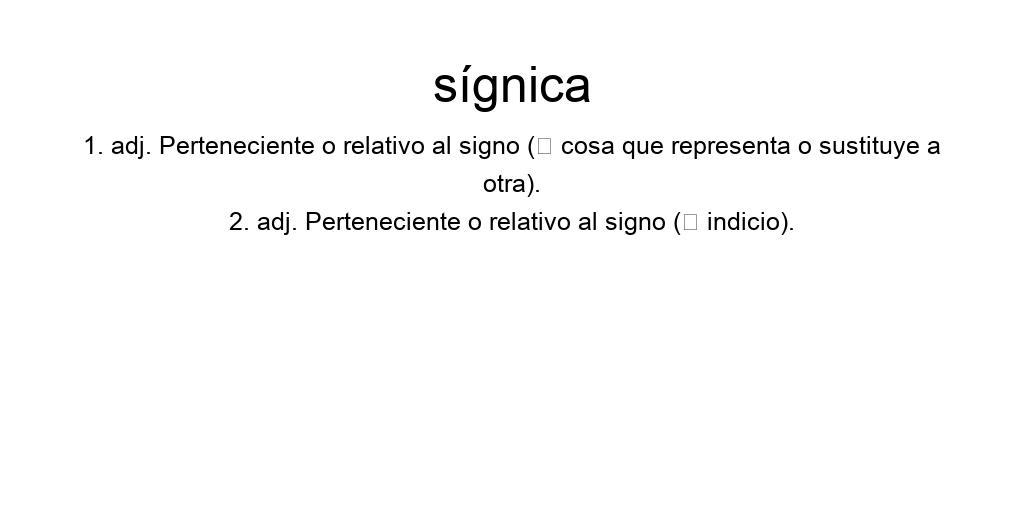 sígnica
1. adj. Perteneciente o relativo al signo (‖ cosa que representa o sustituye a
otra).
2. adj. Perteneciente o relativo al signo (‖ indicio).